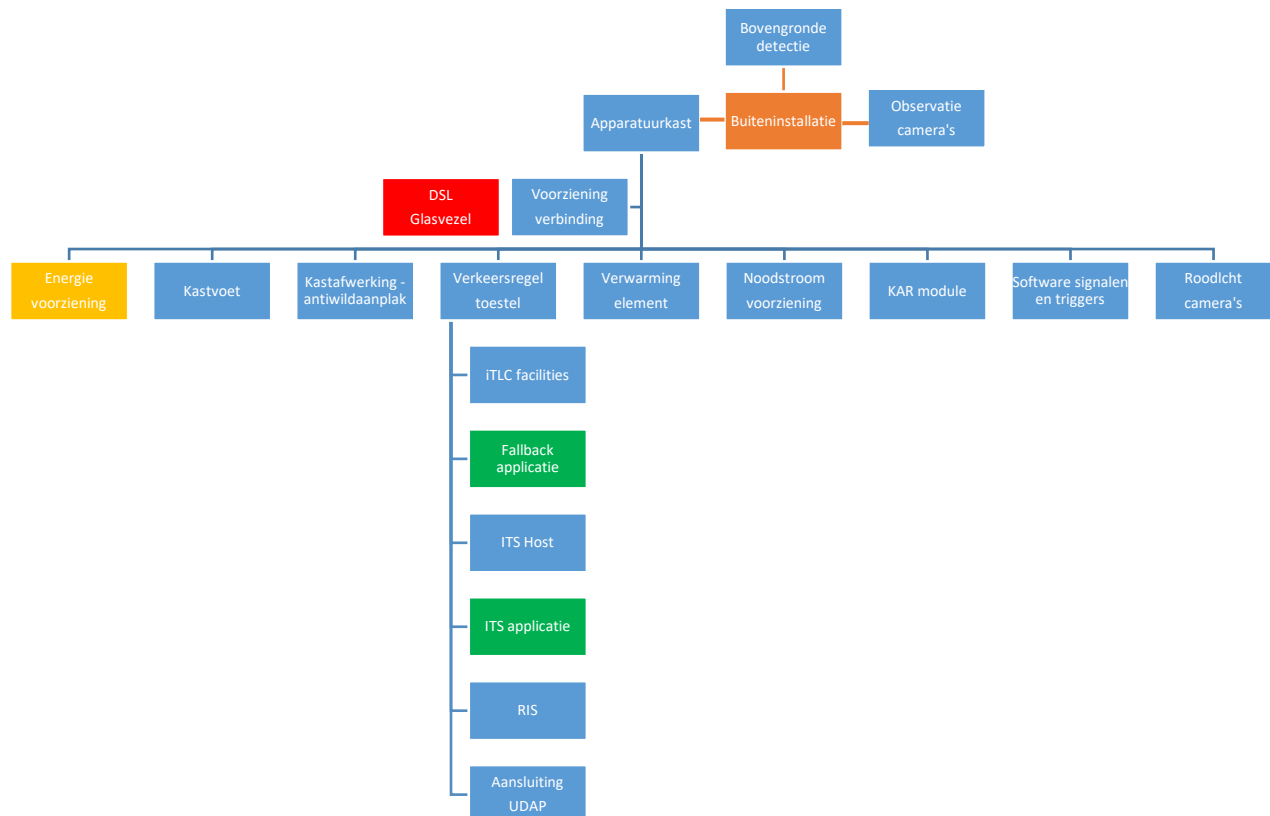 Bovengronde
detectie
Apparatuurkast
Buiteninstallatie
Observatie
camera's
DSL
Glasvezel
Voorziening
verbinding
Energie
voorziening
Kastvoet
Kastafwerking -
antiwildaanplak
Verkeersregel
toestel
Verwarming
element
Noodstroom
voorziening
KAR module
Software signalen
en triggers
Roodlcht
camera's
iTLC facilities
Fallback
applicatie
ITS Host
ITS applicatie
RIS
Aansluiting
UDAP